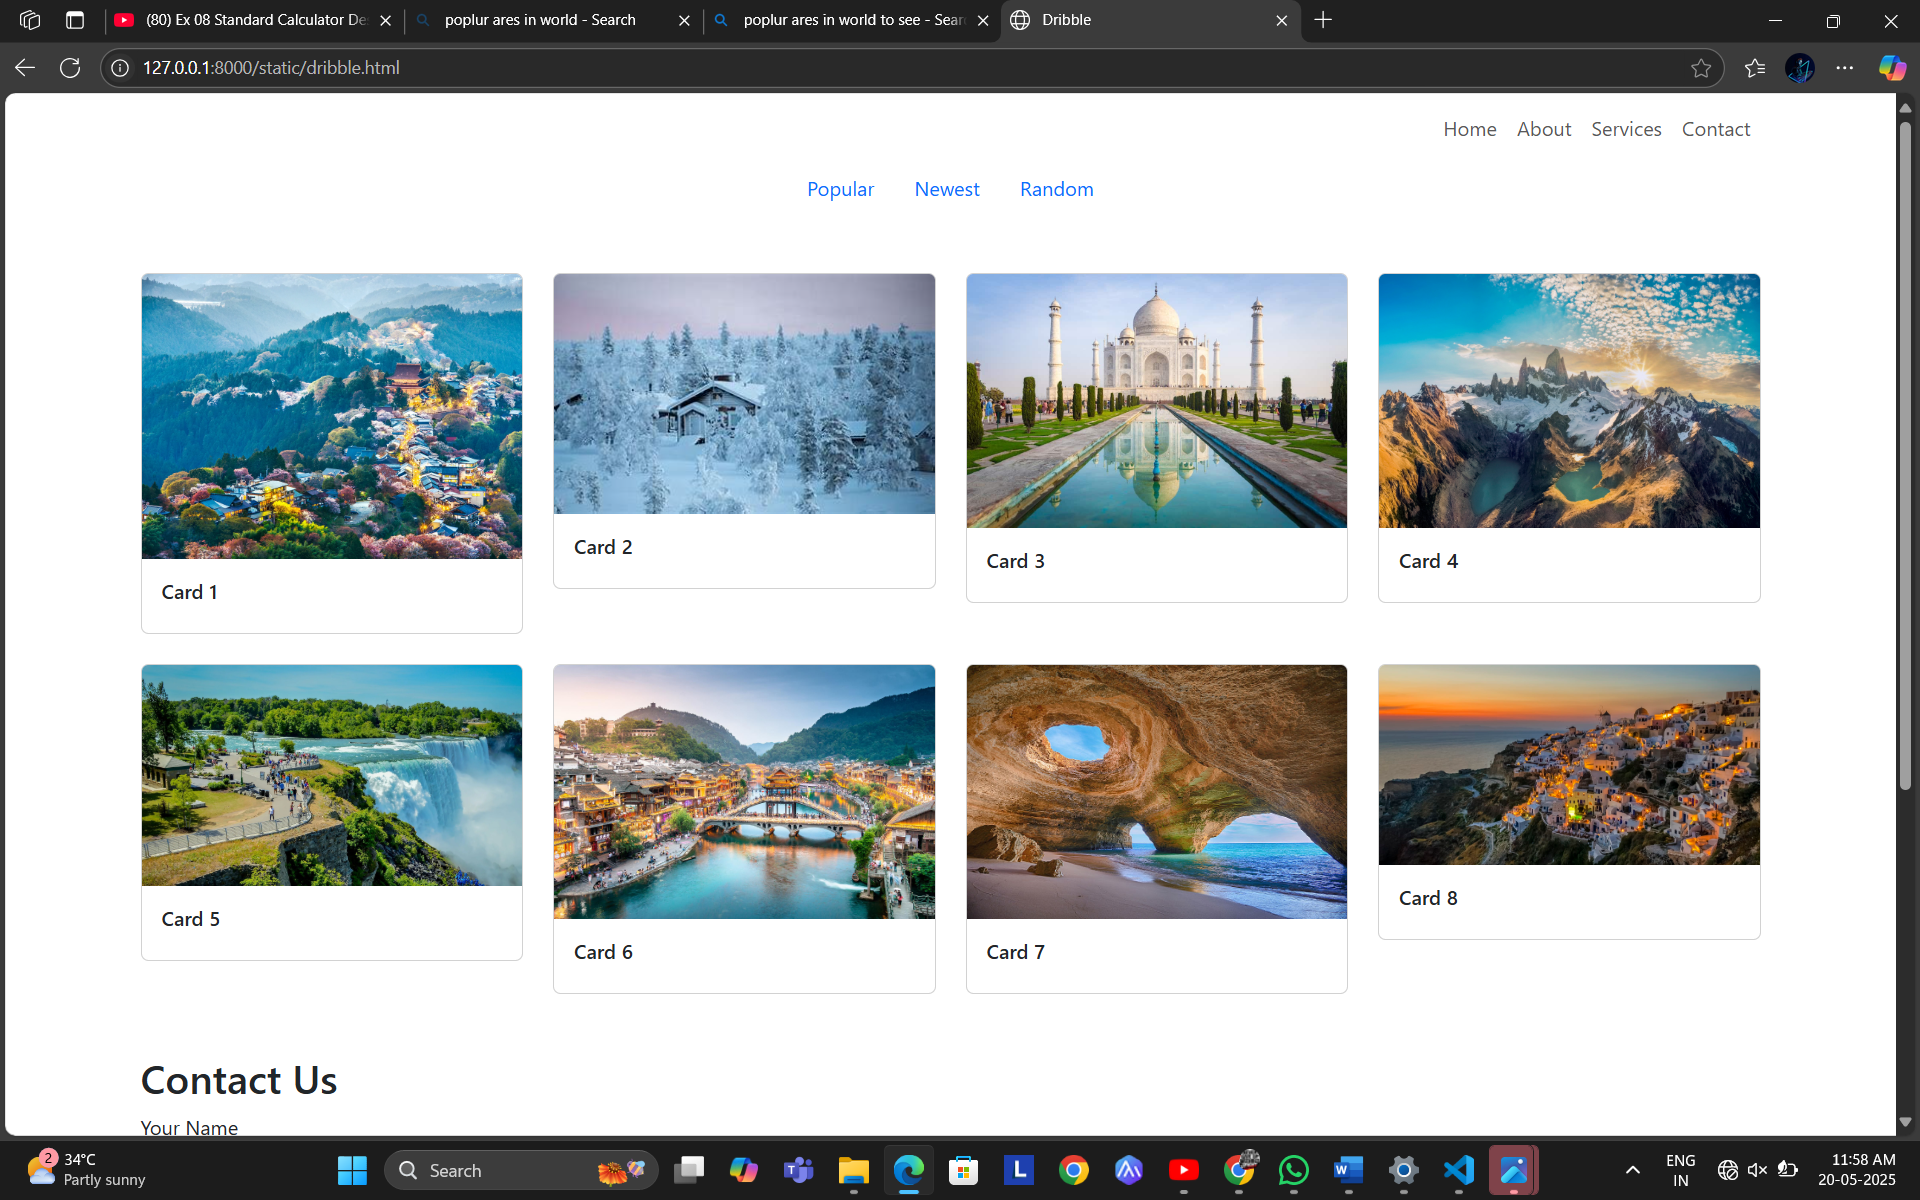 (80) Ex 08 Standard Calculator De
poplur ares in world - Search
poplur ares in world to see - Sear
Dribble
127.0.0.1:8000/static/dribble.html
Home About Services Contact
Popular Newest Random
Card 1
Card 2
Card 3
Card 4
Card 5
Card 6
Card 7
Card 8
Contact Us
Your Name
2
34°C
Partly sunny
Search
T
L
W
ENG
IN
11:58 AM
20-05-2025